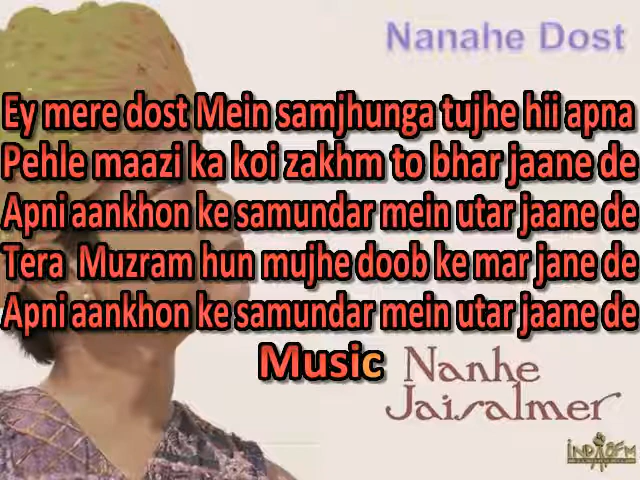 Nanahe Dost
Ey mere dost Mein samjhunga tujhe hii apna
Pehle maazi ka koi zakhm to bhar jaane de
Apni aankhon ke samundar mein utar jaane de
Tera Muzram hun mujhe doob ke mar jane de
Apni aankhon ke samundar mein utar jaane de
Music
Nanhe
Jaisalmer